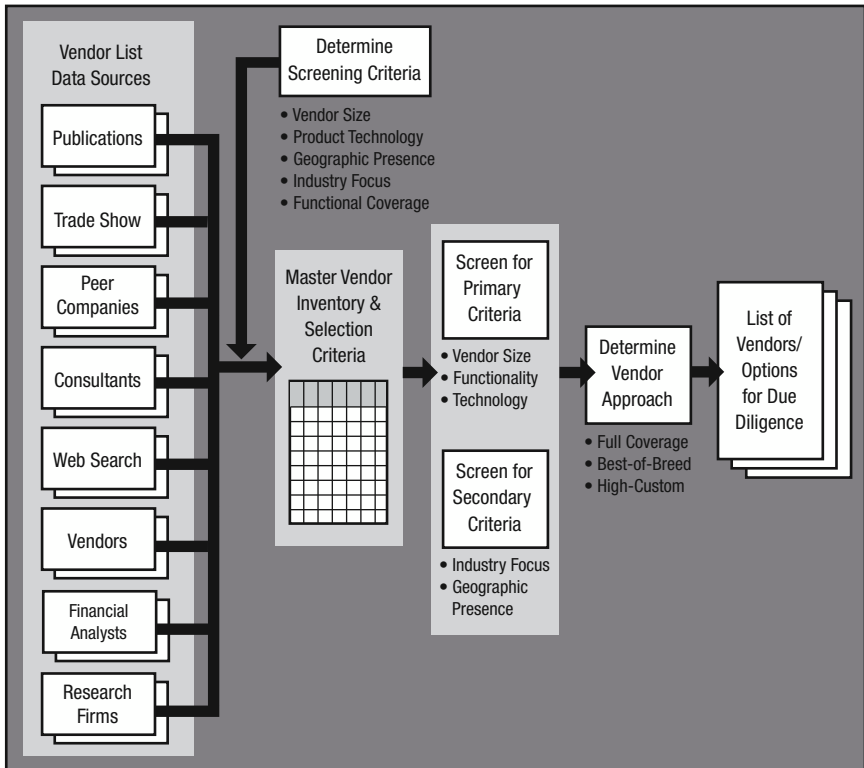 Vendor List
Data Sources
Publications
Trade Show
Peer
Companies
Consultants
Web Search
Vendors
Financial
Analysts
Research
Firms
Determine
Screening Criteria
• Vendor Size
• Product Technology
• Geographic Presence
• Industry Focus
• Functional Coverage
Master Vendor
Inventory &
Selection
Criteria
Screen for
Primary
Criteria
• Vendor Size
• Functionality
• Technology
Screen for
Secondary
Criteria
• Industry Focus
• Geographic
Presence
Determine
Vendor
Approach
• Full Coverage
• Best-of-Breed
• High-Custom
List of
Vendors/
Options
for Due
Diligence